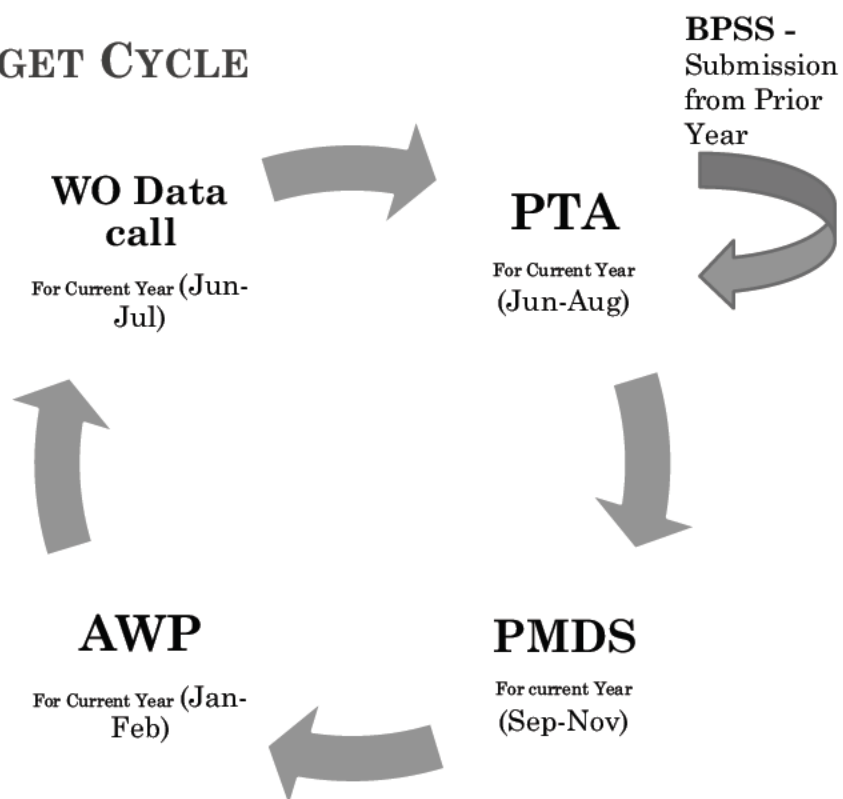 GET CYCLE
BPSS -
Submission
from Prior
Year
WO Data
call
For Current Year (Jun-
Jul)
PTA
For Current Year
(Jun-Aug)
AWP
For Current Year (Jan-
Feb)
PMDS
For current Year
(Sep-Nov)